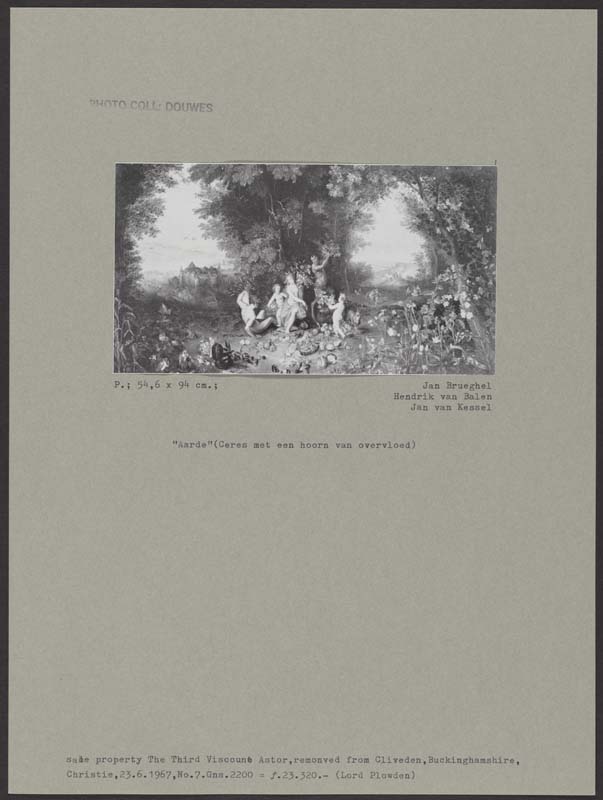 PHOTO COLL: DOUWES
P.; 54,6 x 94 cm.;
Jan Brueghel
Hendrik van Balen
Jan van Kessel
"Aarde"(Ceres met een hoorn van overvloed)
sale property The Third Viscount Astor,remonved from Cliveden,Buckinghamshire,
Christie,23.6.1967,No.7.Gns.2200 = ƒ.23.320.- (Lord Plowden)